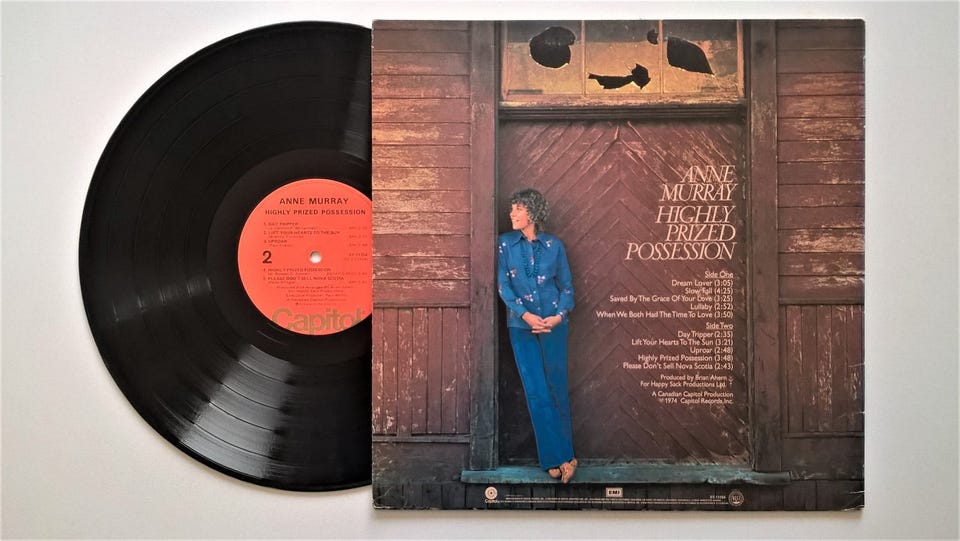 ANNE MURRAY
HIGHLY PRIZED POSSESSION
1. DAY TRIPPER
2. LIFT YOUR HEARTS TO THE SUN
3. UPROAR
2
4. HIGHLY PRIZED POSSESSION
5. PLEASE DON'T SELL NOVA SCOTIA
Capitol
ANNE
MURRAY
HIGHLY
PRIZED
POSSESSION
Side One
Dream Lover (3:05)
Slow Fall (4:25)
Saved By The Grace Of Your Love (3:25)
Lullaby (2:52)
When We Both Had The Time To Love (3:50)
Side Two
Day Tripper (2:35)
Lift Your Hearts To The Sun (3:21)
Uproar (2:48)
Highly Prized Possession (3:48)
Please Don't Sell Nova Scotia (2:43)
Produced by Brian Ahern
For Happy Sack Productions Ltd. †
A Canadian Capitol Production
℗ 1974 Capitol Records, Inc.
Capitol
EMI